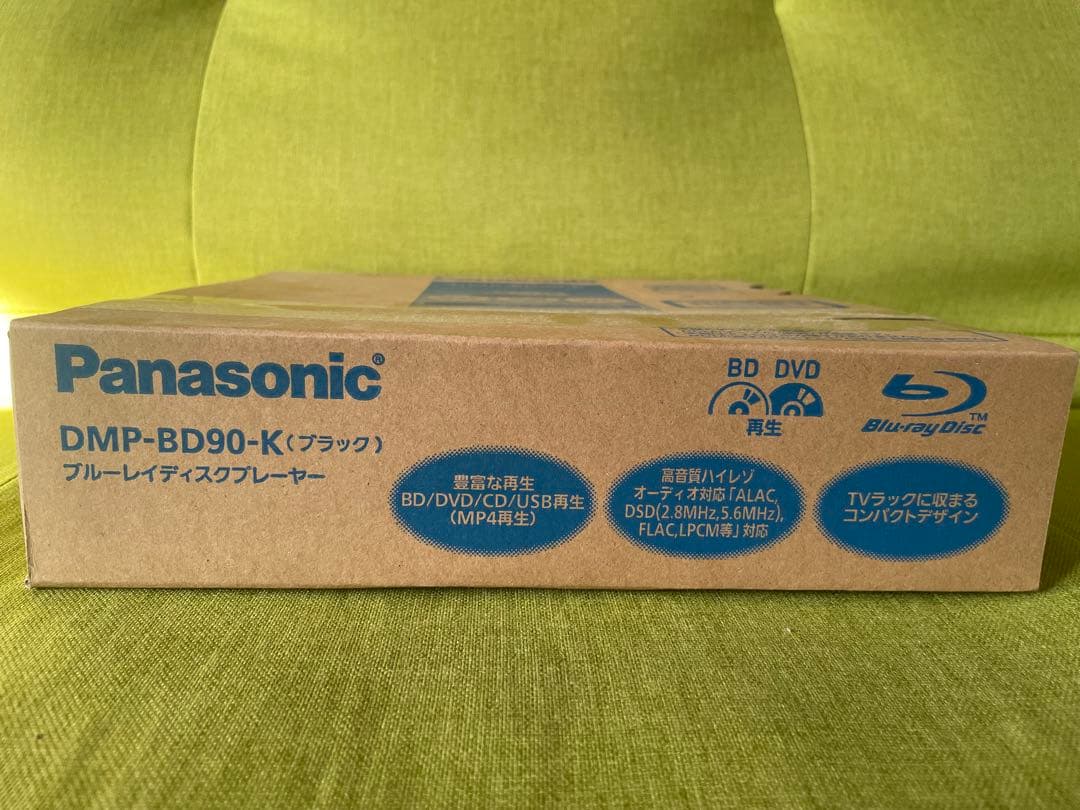 Panasonic®
DMP-BD90-K(ブラック)
ブルーレイディスクプレーヤー
BD DVD
再生
Blu-ray Disc™
豊富な再生
BD/DVD/CD/USB再生
(MP4再生)
高音質ハイレゾ
オーディオ対応「ALAC,
DSD(2.8MHz,5.6MHz),
FLAC,LPCM等」対応
TVラックに収まる
コンパクトデザイン